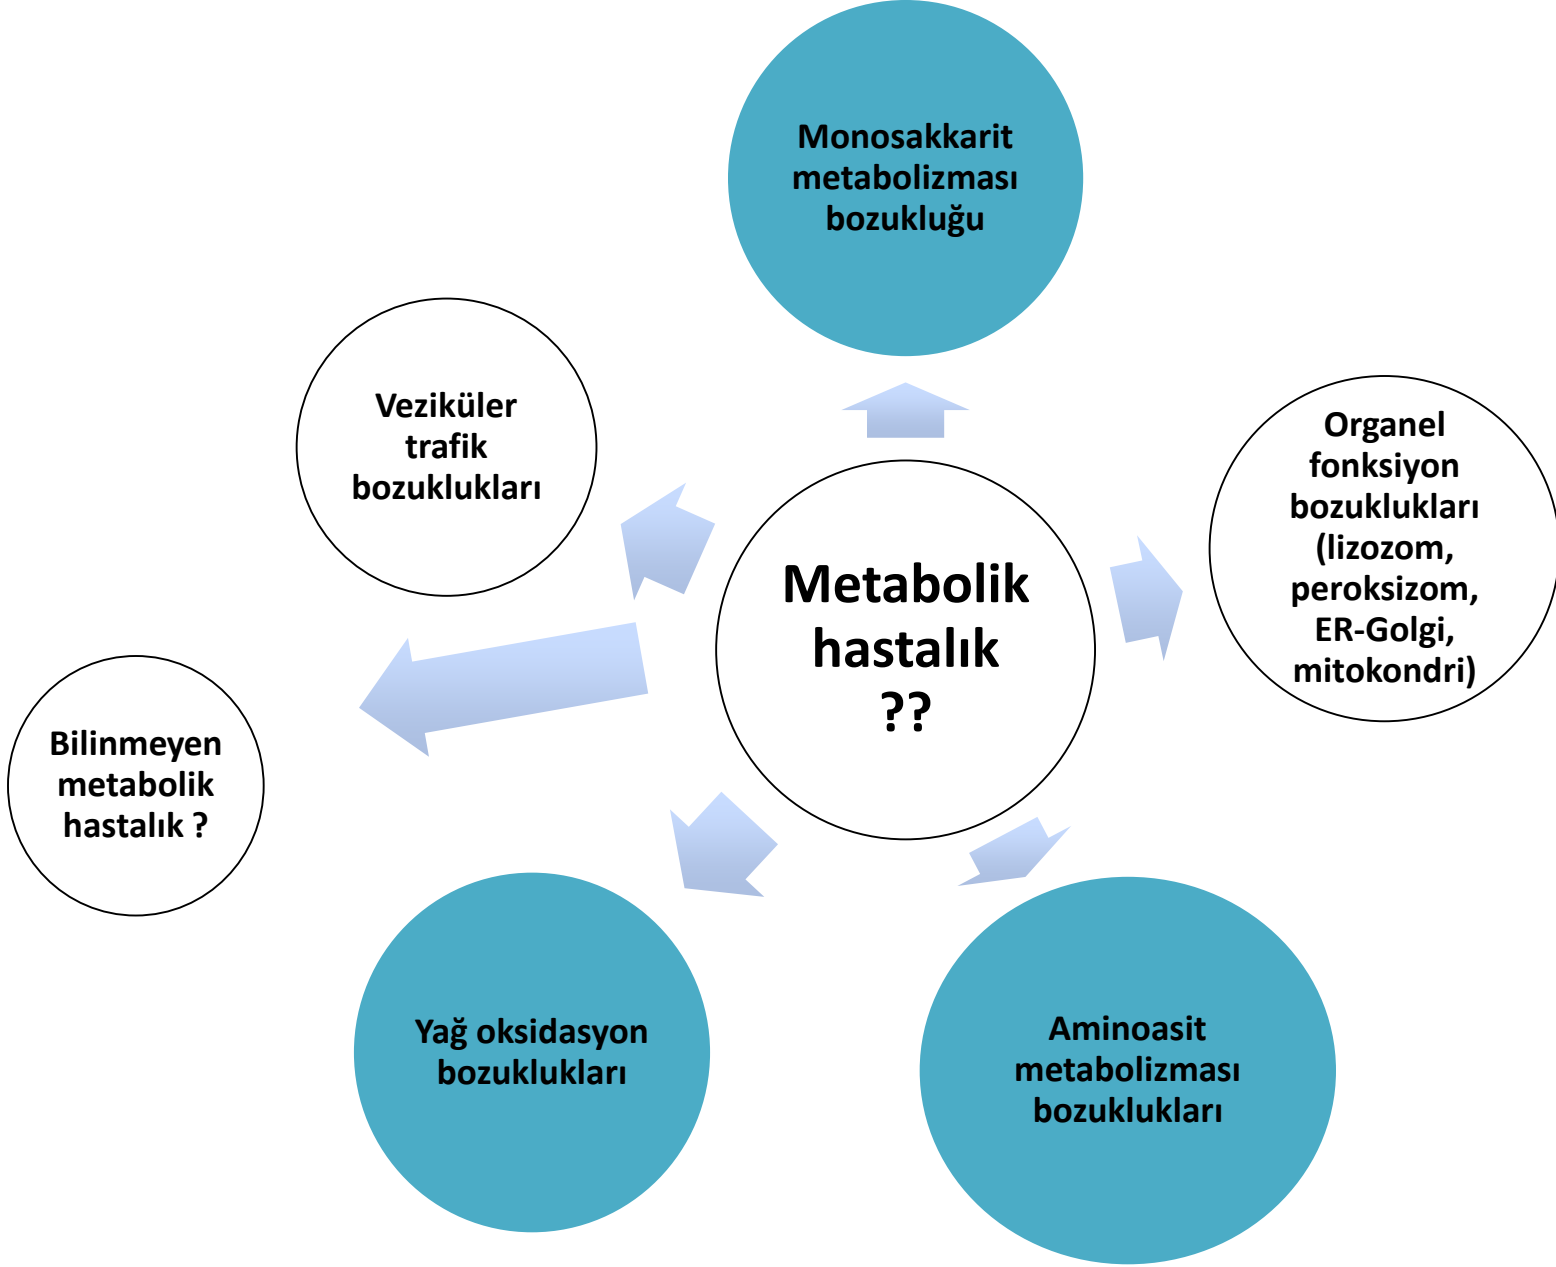 Monosakkarit
metabolizması
bozukluğu
Veziküler
trafik
bozuklukları
Organel
fonksiyon
bozuklukları
(lizozom,
peroksizom,
ER-Golgi,
mitokondri)
Metabolik
hastalık
??
Bilinmeyen
metabolik
hastalık ?
Yağ oksidasyon
bozuklukları
Aminoasit
metabolizması
bozuklukları